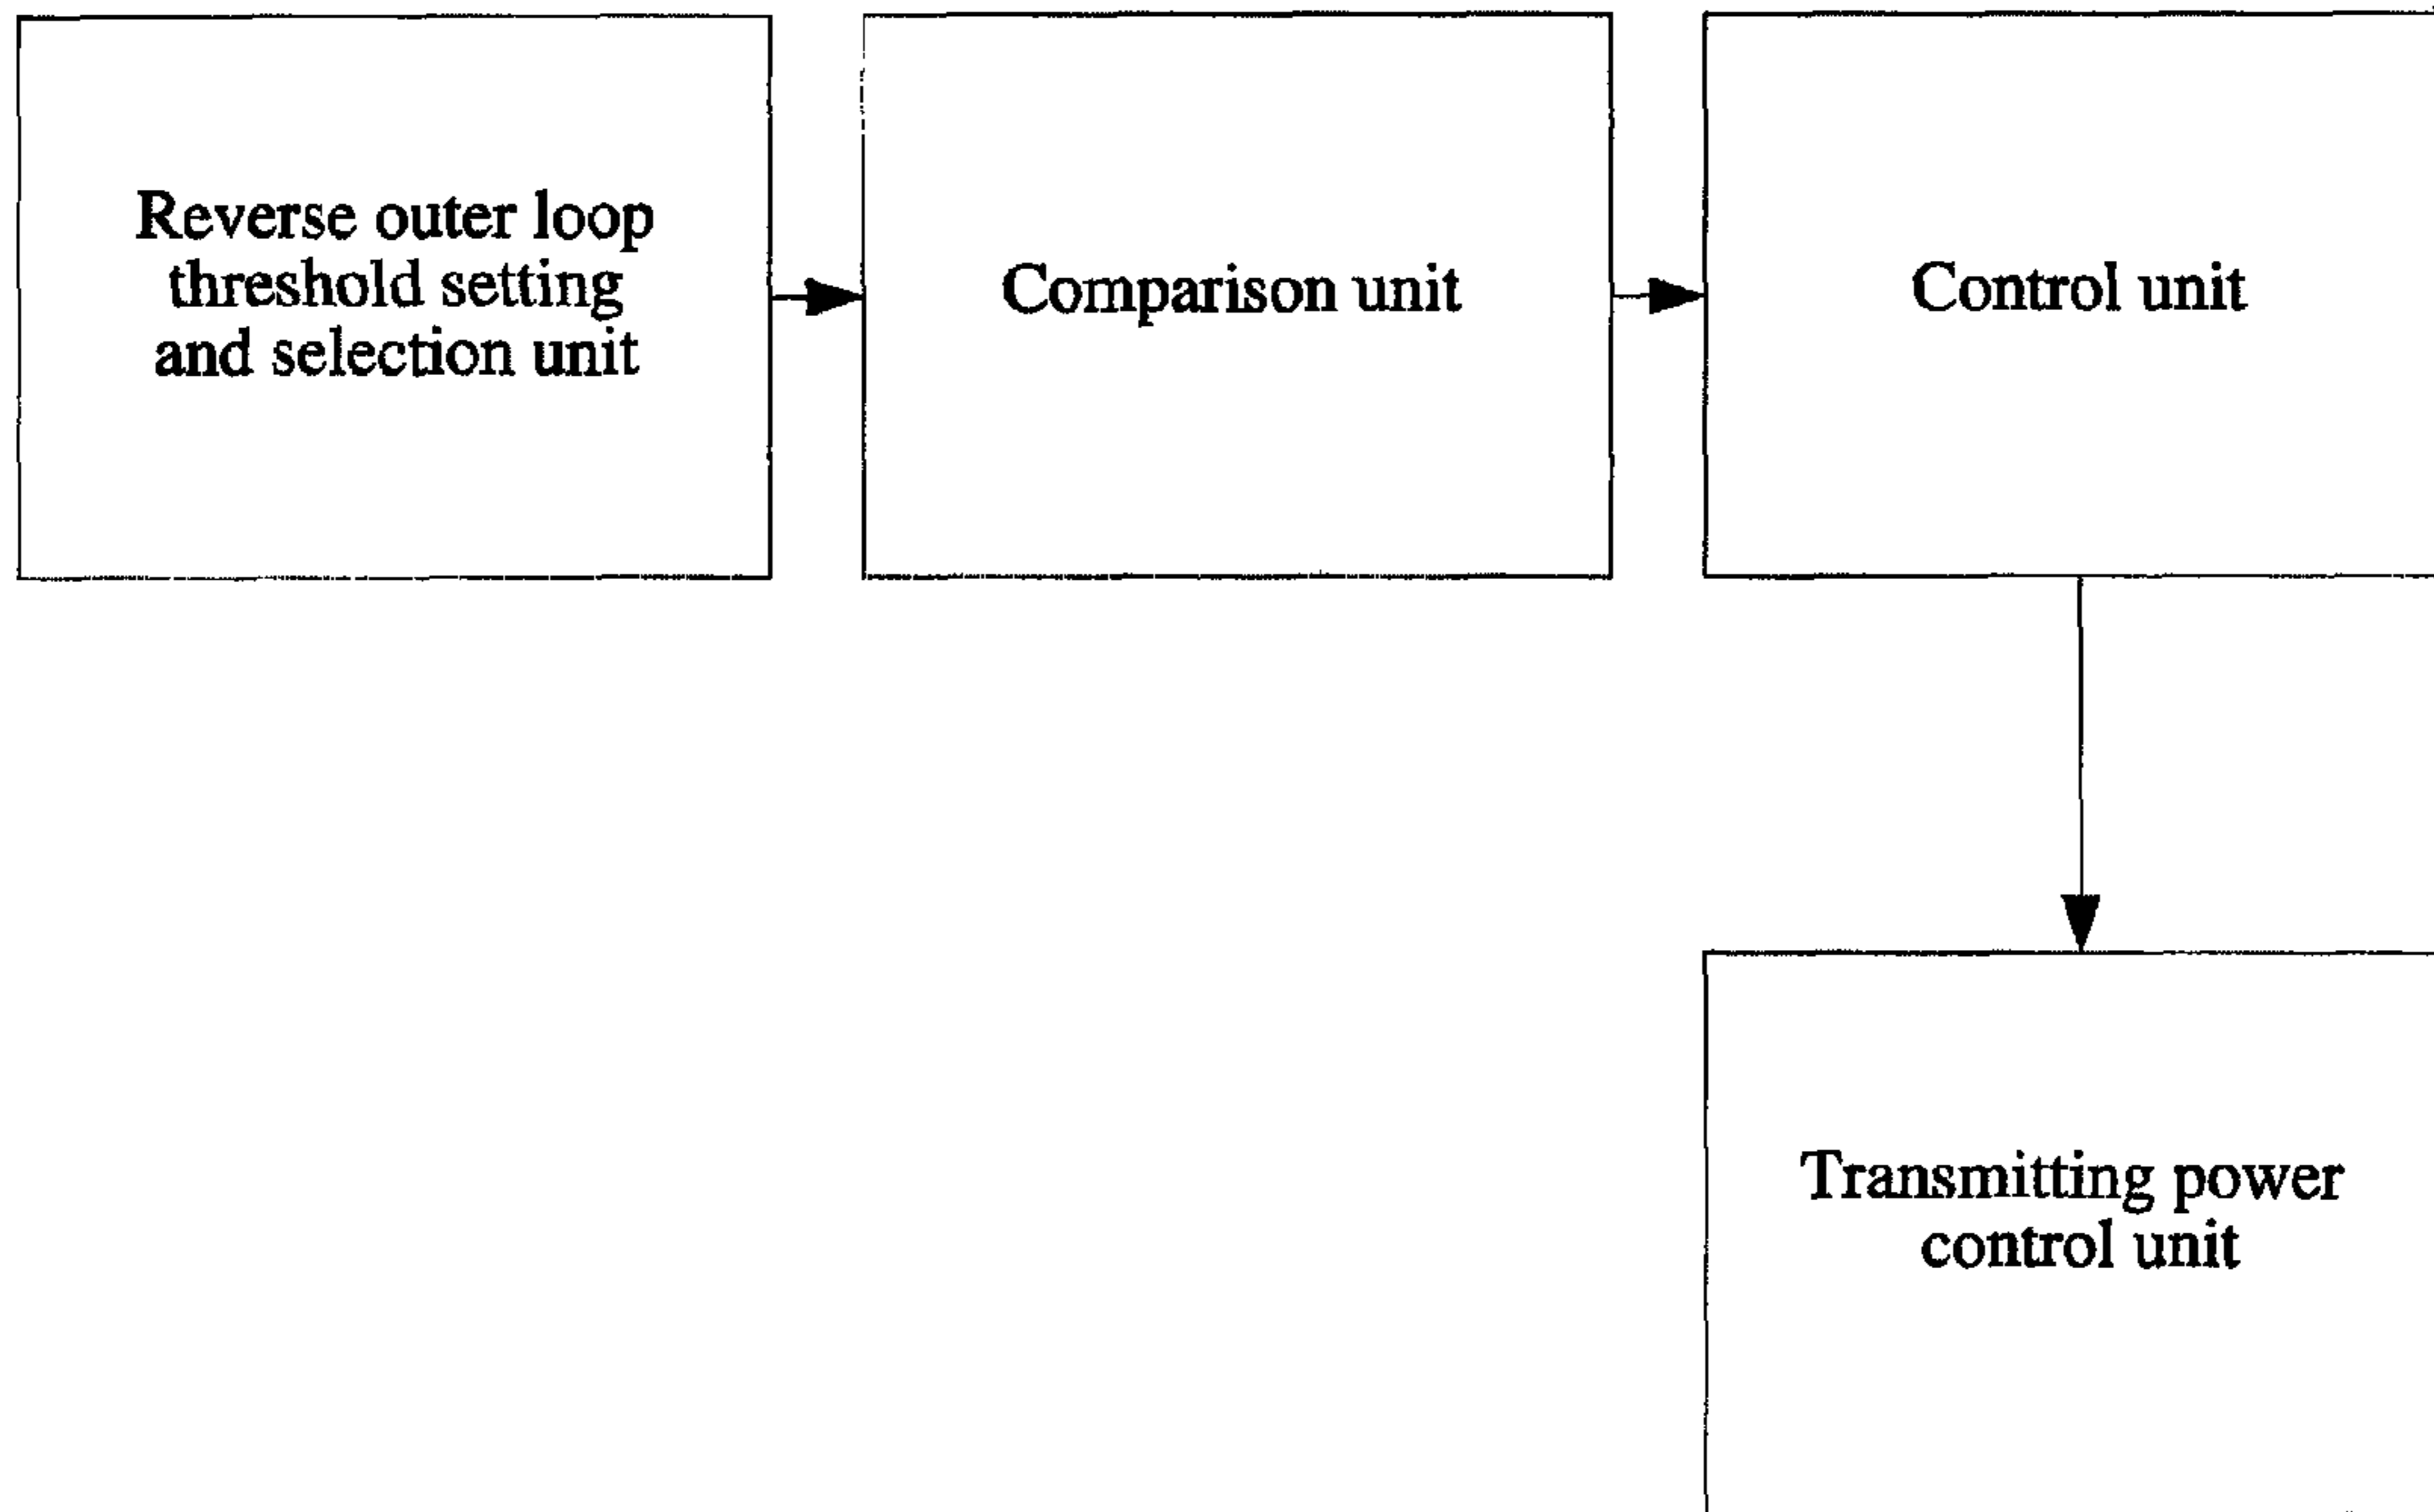 Reverse outer loop
threshold setting
and selection unit
Comparison unit
Control unit
Transmitting power
control unit